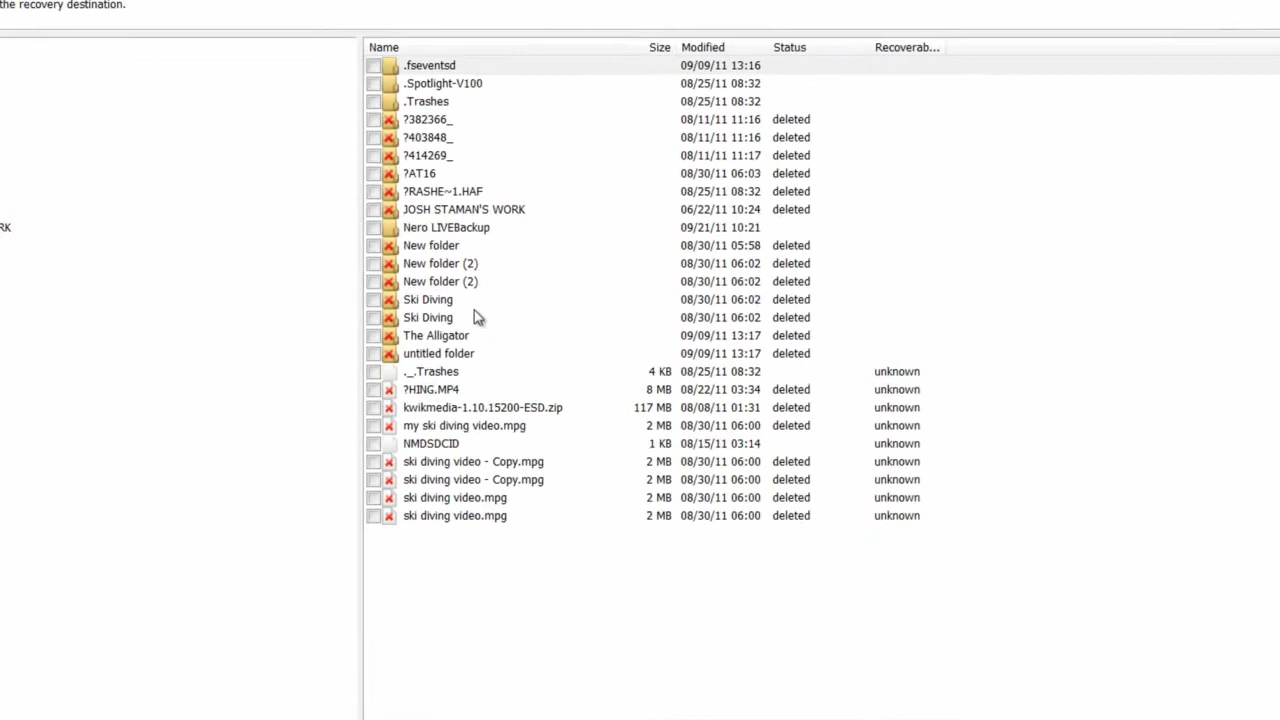 the recovery destination.
Name Size Modified Status Recoverab...
.fseventsd 09/09/11 13:16
.Spotlight-V100 08/25/11 08:32
.Trashes 08/25/11 08:32
?382366_ 08/11/11 11:16 deleted
?403848_ 08/11/11 11:16 deleted
?414269_ 08/11/11 11:17 deleted
?AT16 08/30/11 06:03 deleted
?RASHE~1.HAF 08/25/11 08:32 deleted
JOSH STAMAN'S WORK 06/22/11 10:24 deleted
RK Nero LIVEBackup 09/21/11 10:21
New folder 08/30/11 05:58 deleted
New folder (2) 08/30/11 06:02 deleted
New folder (2) 08/30/11 06:02 deleted
Ski Diving 08/30/11 06:02 deleted
Ski Diving 08/30/11 06:02 deleted
The Alligator 09/09/11 13:17 deleted
untitled folder 09/09/11 13:17 deleted
._.Trashes 4 KB 08/25/11 08:32 unknown
?HING.MP4 8 MB 08/22/11 03:34 deleted unknown
kwikmedia-1.10.15200-ESD.zip 117 MB 08/08/11 01:31 deleted unknown
my ski diving video.mpg 2 MB 08/30/11 06:00 deleted unknown
NMDSDCID 1 KB 08/15/11 03:14 unknown
ski diving video - Copy.mpg 2 MB 08/30/11 06:00 deleted unknown
ski diving video - Copy.mpg 2 MB 08/30/11 06:00 deleted unknown
ski diving video.mpg 2 MB 08/30/11 06:00 deleted unknown
ski diving video.mpg 2 MB 08/30/11 06:00 deleted unknown